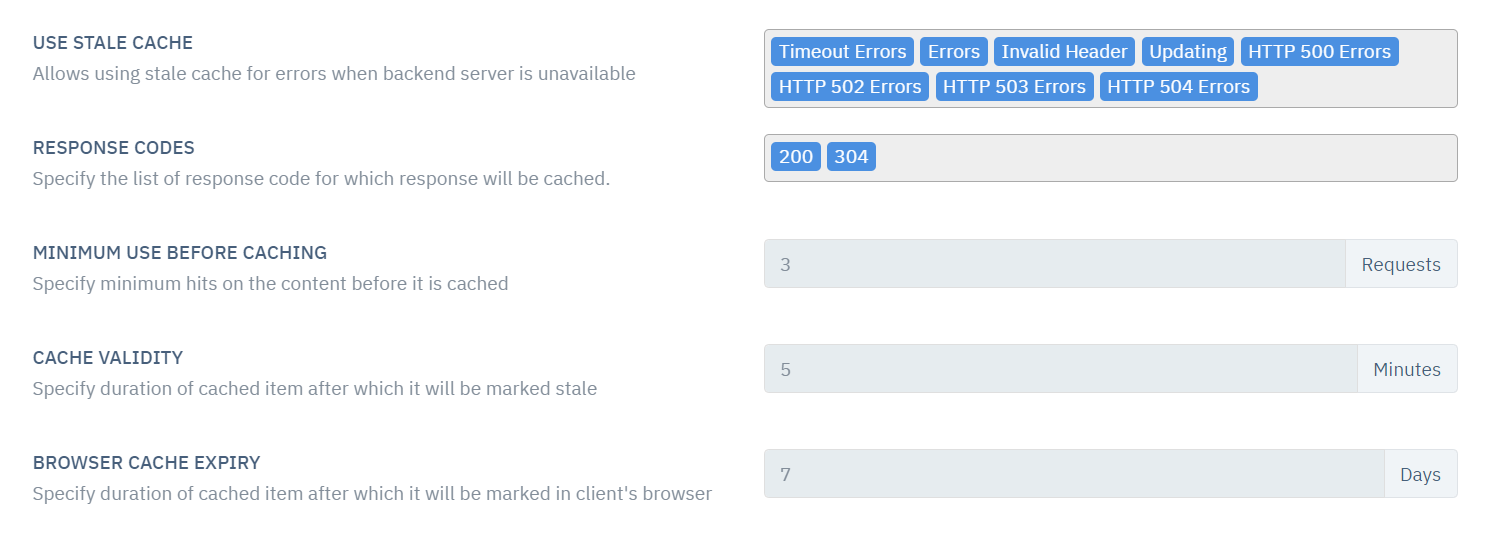 USE STALE CACHE
Allows using stale cache for errors when backend server is unavailable
Timeout Errors Errors Invalid Header Updating HTTP 500 Errors
HTTP 502 Errors HTTP 503 Errors HTTP 504 Errors
RESPONSE CODES
Specify the list of response code for which response will be cached.
200 304
MINIMUM USE BEFORE CACHING
Specify minimum hits on the content before it is cached
3 Requests
CACHE VALIDITY
Specify duration of cached item after which it will be marked stale
5 Minutes
BROWSER CACHE EXPIRY
Specify duration of cached item after which it will be marked in client's browser
7 Days